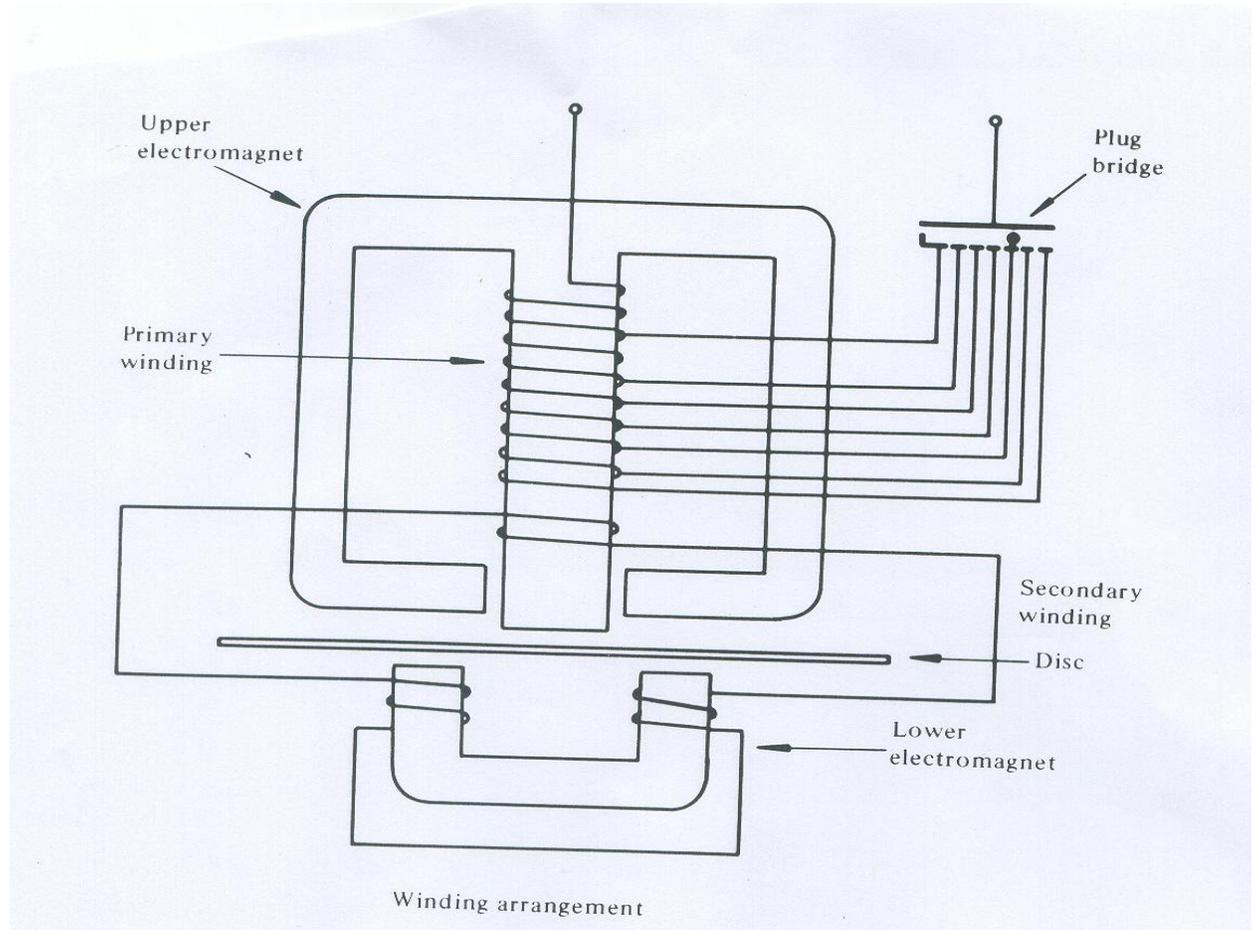 Upper
electromagnet
Plug
bridge
Primary
winding
Secondary
winding
Disc
Lower
electromagnet
Winding arrangement